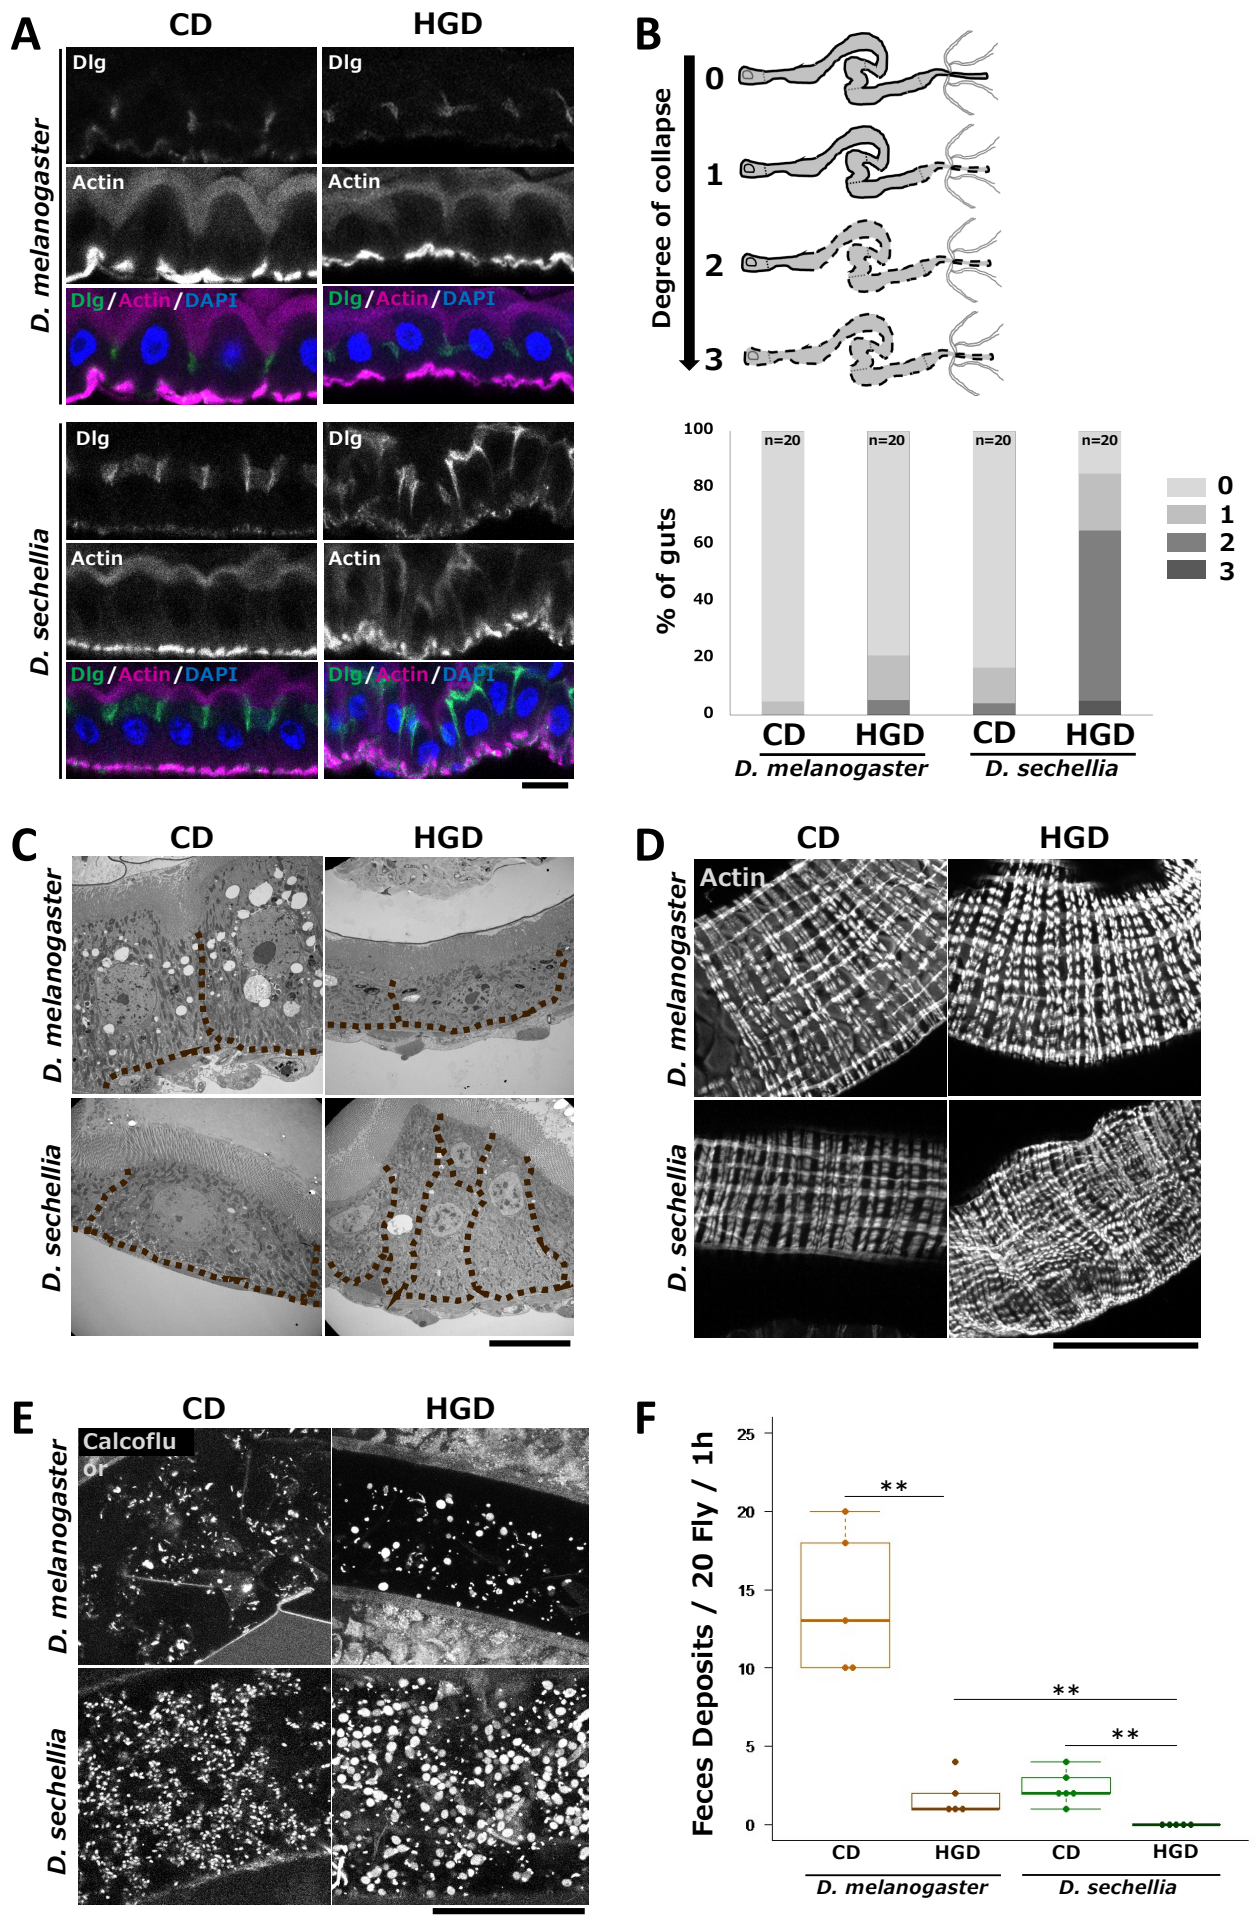 A
CD
HGD
D. melanogaster
Dlg
Dlg
Actin
Actin
Dlg/Actin/DAPI
Dlg/Actin/DAPI
D. sechellia
Dlg
Dlg
Actin
Actin
Dlg/Actin/DAPI
Dlg/Actin/DAPI
B
Degree of collapse
0
1
2
3
% of guts
100
80
60
40
20
0
n=20
n=20
n=20
n=20
CD
HGD
CD
HGD
D. melanogaster
D. sechellia
0
1
2
3
C
CD
HGD
D. melanogaster
D. sechellia
D
CD
HGD
D. melanogaster
Actin
D. sechellia
E
CD
HGD
D. melanogaster
Calcoflu
or
D. sechellia
F
Feces Deposits / 20 Fly / 1h
25
20
15
10
5
0
**
**
**
CD
HGD
CD
HGD
D. melanogaster
D. sechellia